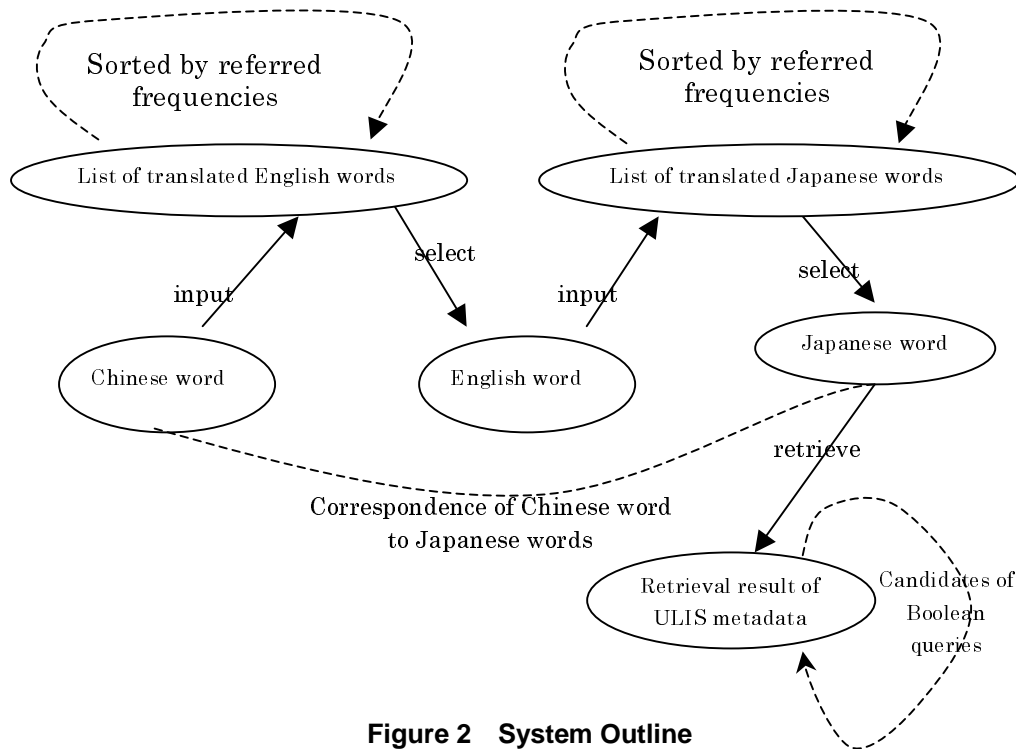 Sorted by referred
frequencies
Sorted by referred
frequencies
List of translated English words
List of translated Japanese words
select
select
input
input
Japanese word
Chinese word
English word
retrieve
Correspondence of Chinese word
to Japanese words
Retrieval result of
ULIS metadata
Candidates of
Boolean
queries
Figure 2 System Outline